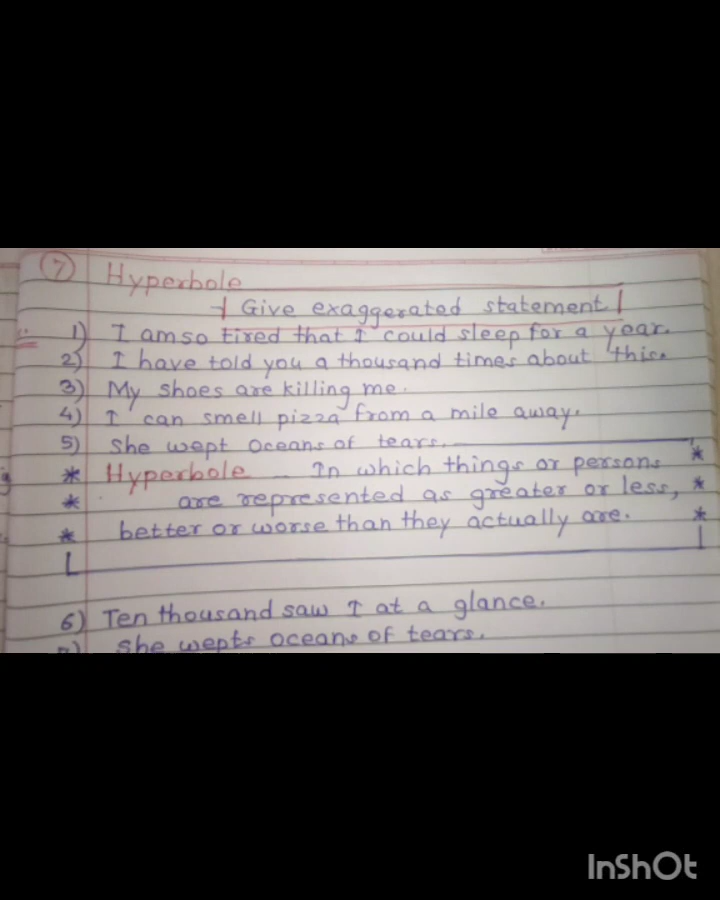 7 Hyperbole
Give exaggerated statement
1) I am so tired that I could sleep for a year.
2) I have told you a thousand times about this.
3) My shoes are killing me.
4) I can smell pizza from a mile away.
5) She wept oceans of tears.
* Hyperbole _ In which things or persons *
* are represented as greater or less, *
* better or worse than they actually are. *
6) Ten thousand saw I at a glance.
7) She wepts oceans of tears.
InShOt